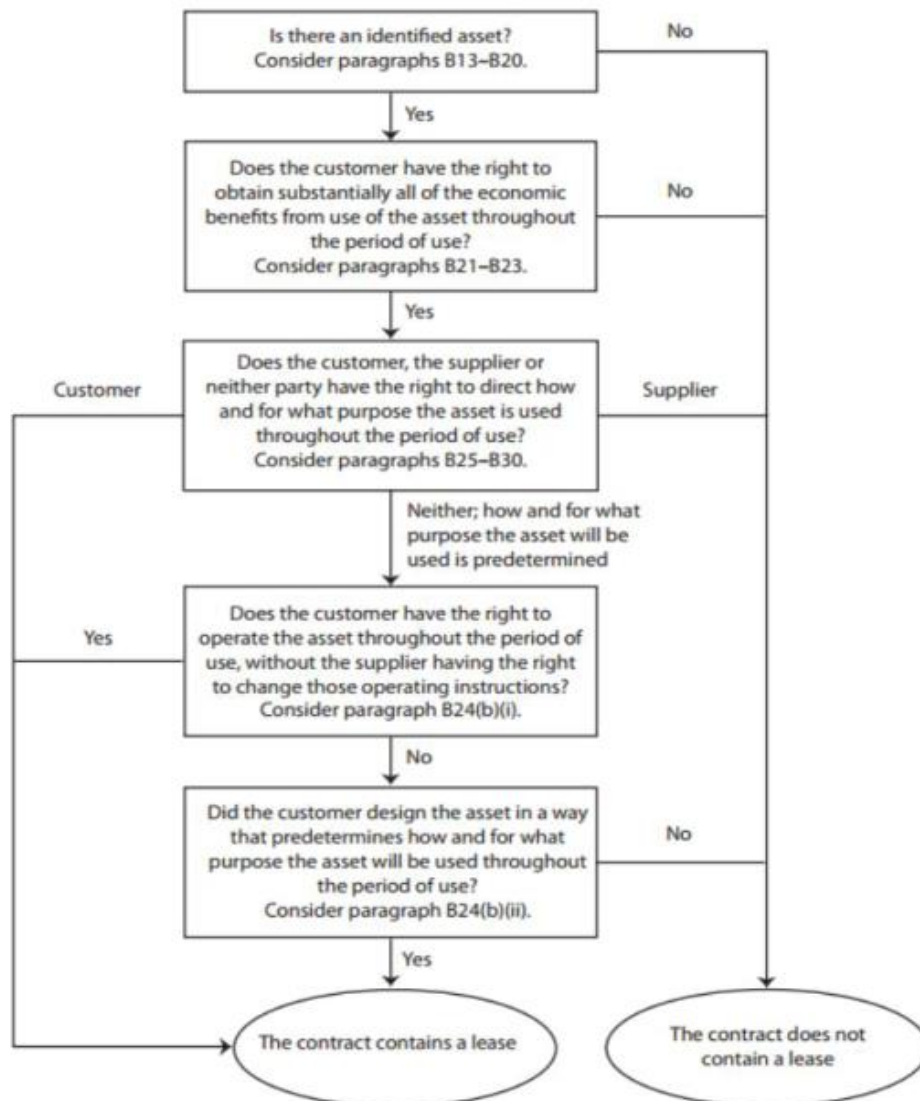 Is there an identified asset?
Consider paragraphs B13–B20.
No
Yes
Does the customer have the right to
obtain substantially all of the economic
benefits from use of the asset throughout
the period of use?
Consider paragraphs B21–B23.
No
Yes
Does the customer, the supplier or
neither party have the right to direct how
and for what purpose the asset is used
throughout the period of use?
Consider paragraphs B25–B30.
Customer
Supplier
Neither; how and for what
purpose the asset will be
used is predetermined
Does the customer have the right to
operate the asset throughout the period of
use, without the supplier having the right
to change those operating instructions?
Consider paragraph B24(b)(i).
Yes
No
Did the customer design the asset in a way
that predetermines how and for what
purpose the asset will be used throughout
the period of use?
Consider paragraph B24(b)(ii).
No
Yes
The contract contains a lease
The contract does not
contain a lease